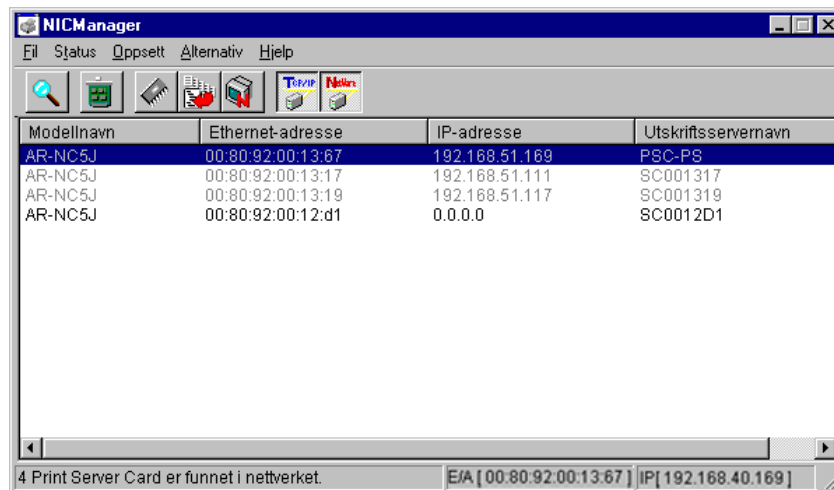 NICManager
Fil Status Oppsett Alternativ Hjelp
TCP/IP NetWare
Modellnavn Ethernet-adresse IP-adresse Utskriftsservernavn
AR-NC5J 00:80:92:00:13:67 192.168.51.169 PSC-PS
AR-NC5J 00:80:92:00:13:17 192.168.51.111 SC001317
AR-NC5J 00:80:92:00:13:19 192.168.51.117 SC001319
AR-NC5J 00:80:92:00:12:d1 0.0.0.0 SC0012D1
4 Print Server Card er funnet i nettverket. E/A [ 00:80:92:00:13:67 ] IP[ 192.168.40.169 ]